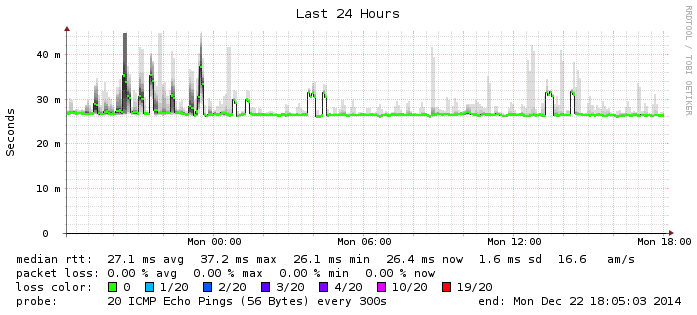 Last 24 Hours
RRDTOOL / TOBI OETIKER
Seconds
40 m
30 m
20 m
10 m
0
Mon 00:00 Mon 06:00 Mon 12:00 Mon 18:00
median rtt: 27.1 ms avg 37.2 ms max 26.1 ms min 26.4 ms now 1.6 ms sd 16.6 am/s
packet loss: 0.00 % avg 0.00 % max 0.00 % min 0.00 % now
loss color: 0 1/20 2/20 3/20 4/20 10/20 19/20
probe: 20 ICMP Echo Pings (56 Bytes) every 300s end: Mon Dec 22 18:05:03 2014